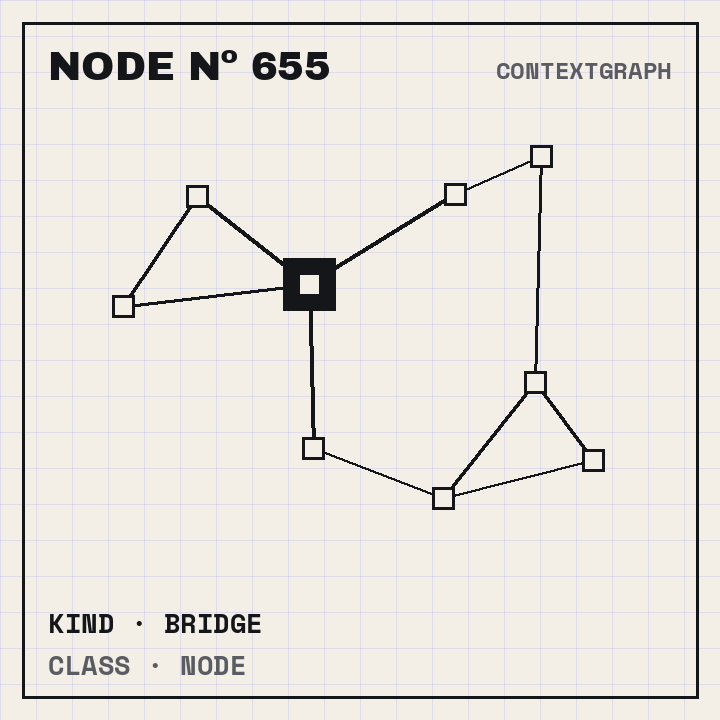 NODE Nº 655
CONTEXTGRAPH
KIND · BRIDGE
CLASS · NODE